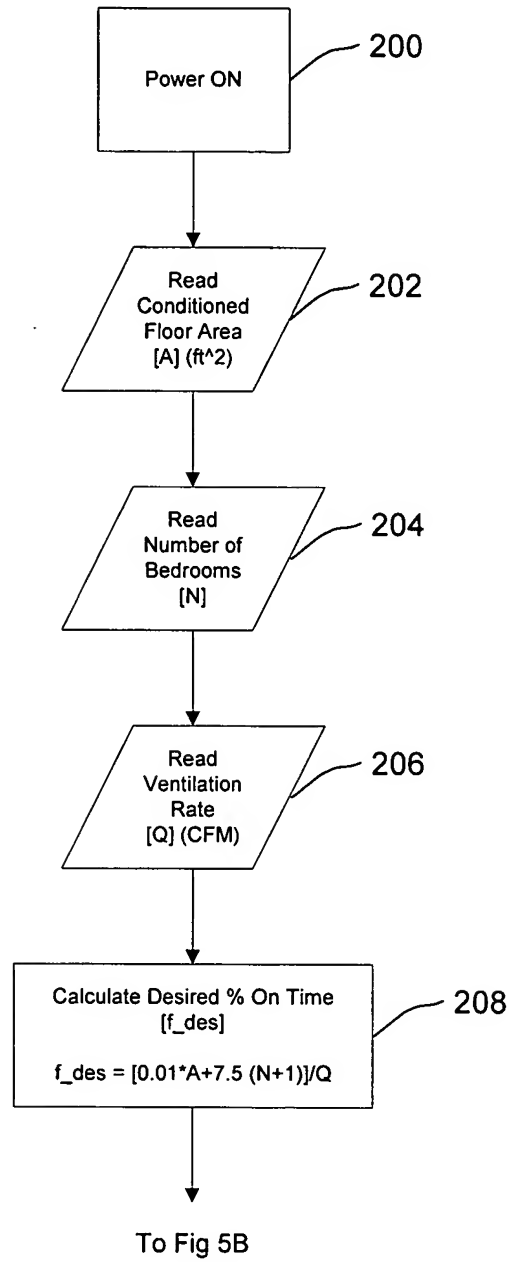 Power ON
200
Read
Conditioned
Floor Area
[A] (ft^2)
202
Read
Number of
Bedrooms
[N]
204
Read
Ventilation
Rate
[Q] (CFM)
206
Calculate Desired % On Time
[f_des]
f_des = [0.01*A+7.5 (N+1)]/Q
208
To Fig 5B